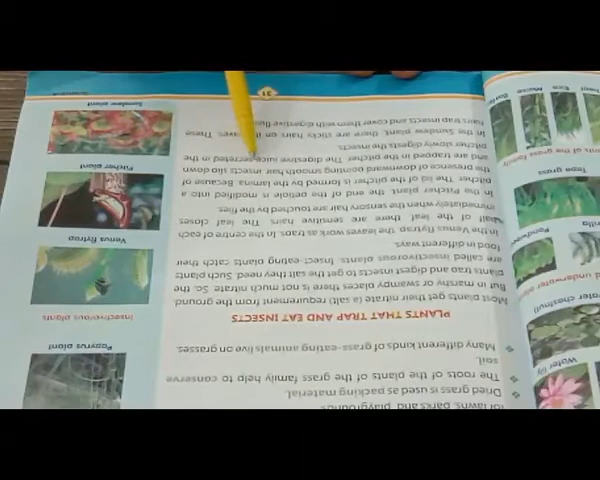 for lawns, parks and playgrounds.
Dried grass is used as packing material.
The roots of the plants of the grass family help to conserve
soil.
Many different kinds of grass-eating animals live on grasses.
PLANTS THAT TRAP AND EAT INSECTS
Most plants get their nitrate (a salt) requirement from the ground.
But in marshy or swampy places there is not much nitrate. So, the
plants trap and digest insects to get the salt they need. Such plants
are called insectivorous plants. Insect-eating plants catch their
food in different ways.
In the Venus flytrap, the leaves work as traps. In the centre of each
half of the leaf there are sensitive hairs. The leaf closes
immediately when the sensory hair are touched by the flies.
In the Pitcher plant, the end of the petiole is modified into a
pitcher. The lid of the pitcher is formed by the lamina. Because of
the presence of downward pointing smooth hair, insects slip down
and are trapped in the pitcher. The digestive juice secreted in the
pitcher slowly digests the insects.
In the Sundew plant, there are sticky hairs on leaves. These
hairs trap insects and cover them with digestive
31
Papyrus plant
Insectivorous plants
Venus flytrap
Pitcher plant
Sundew plant
Water lily
Water chestnut
underwater
Pondweed
Tape grass
of the grass family
Maize